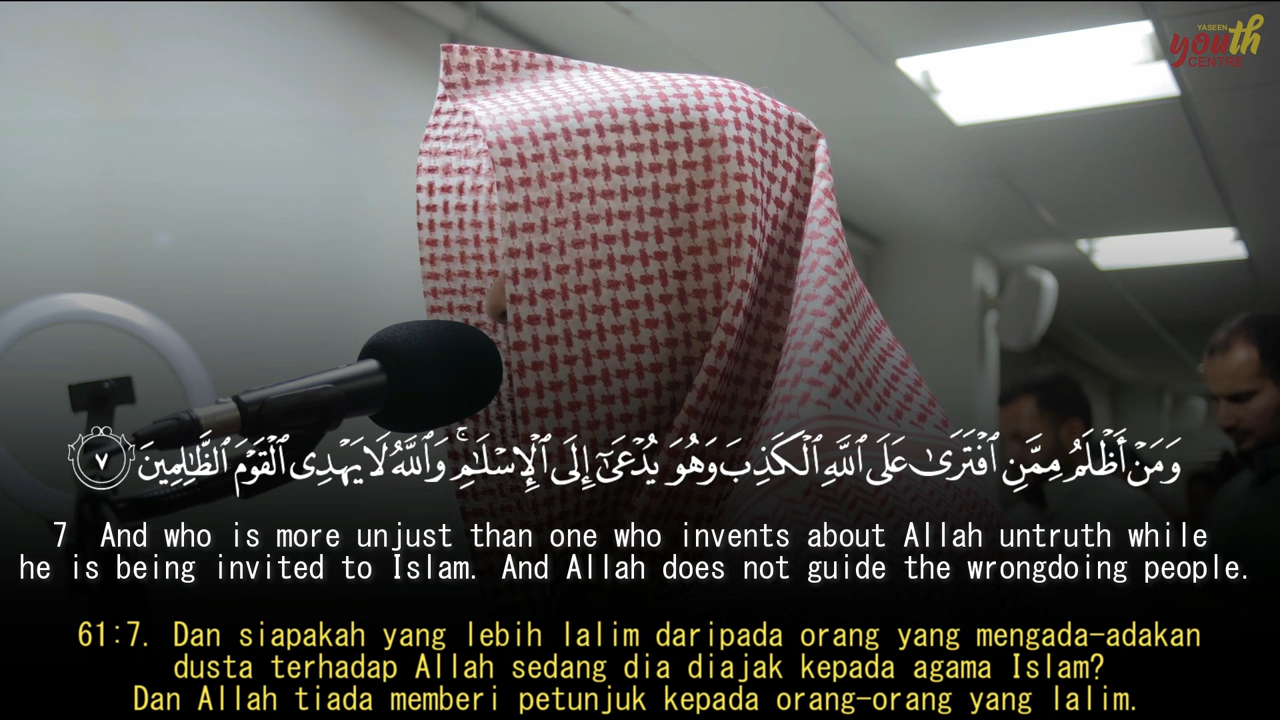 YASEEN
youth
CENTRE
وَمَنْ أَظْلَمُ مِمَّنِ ٱفْتَرَىٰ عَلَى ٱللَّهِ ٱلْكَذِبَ وَهُوَ يُدْعَىٰٓ إِلَى ٱلْإِسْلَـٰمِ ۚ وَٱللَّهُ لَا يَهْدِى ٱلْقَوْمَ ٱلظَّـٰلِمِينَ ٧
7 And who is more unjust than one who invents about Allah untruth while
he is being invited to Islam. And Allah does not guide the wrongdoing people.
61:7. Dan siapakah yang lebih lalim daripada orang yang mengada-adakan
dusta terhadap Allah sedang dia diajak kepada agama Islam?
Dan Allah tiada memberi petunjuk kepada orang-orang yang lalim.